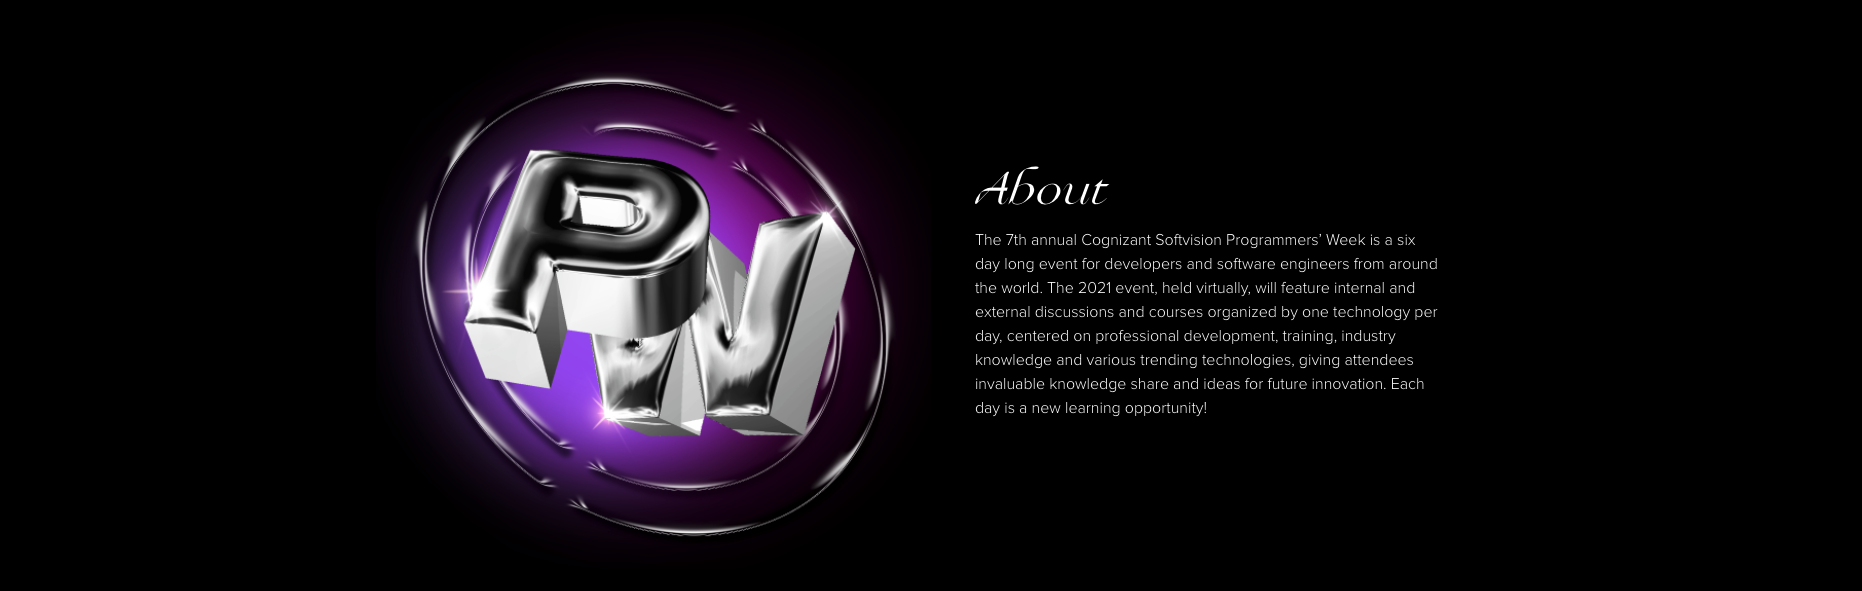 PW
About
The 7th annual Cognizant Softvision Programmers’ Week is a six
day long event for developers and software engineers from around
the world. The 2021 event, held virtually, will feature internal and
external discussions and courses organized by one technology per
day, centered on professional development, training, industry
knowledge and various trending technologies, giving attendees
invaluable knowledge share and ideas for future innovation. Each
day is a new learning opportunity!